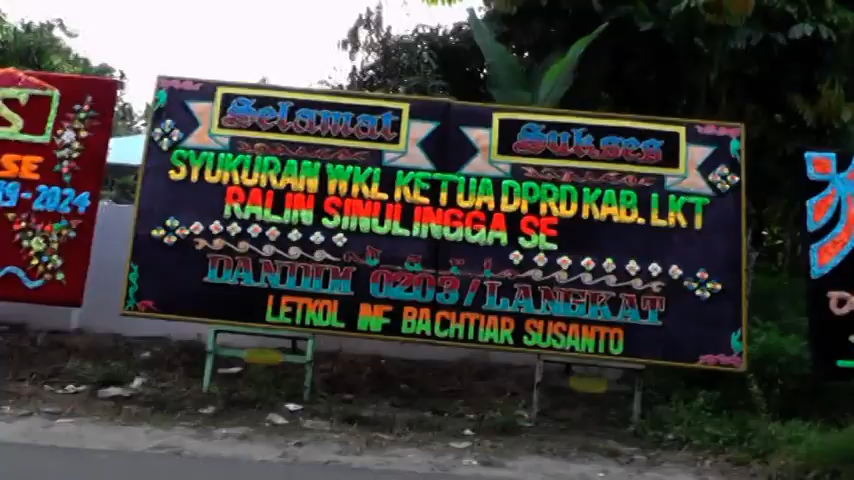 S
SE
19-2024
Selamat Sukses
SYUKURAN WKL KETUA DPRD KAB. LKT
RALIN SINULINGGA SE
Dari
DANDIM 0203/LANGKAT
LETKOL INF BACHTIAR SUSANTO